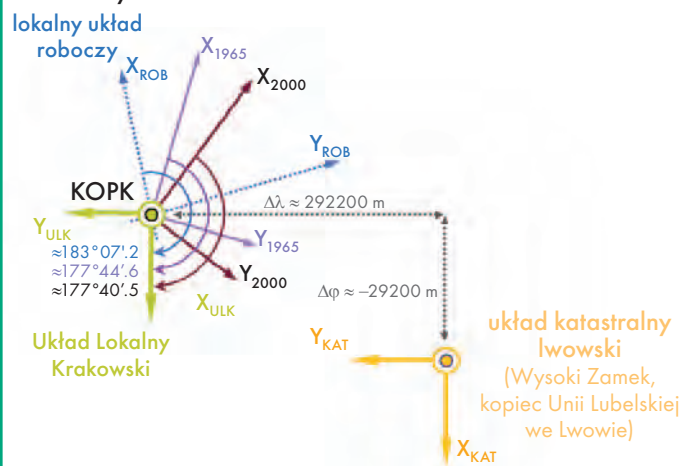 lokalny układ
roboczy
X1965
XROB
X2000
YROB
KOPK
Δλ ≈ 292200 m
YULK
Y1965
≈183°07'.2
≈177°44'.6
Y2000
≈177°40'.5
Δφ ≈ –29200 m
XULK
Układ Lokalny
Krakowski
YKAT
układ katastralny
lwowski
(Wysoki Zamek,
kopiec Unii Lubelskiej
we Lwowie)
XKAT